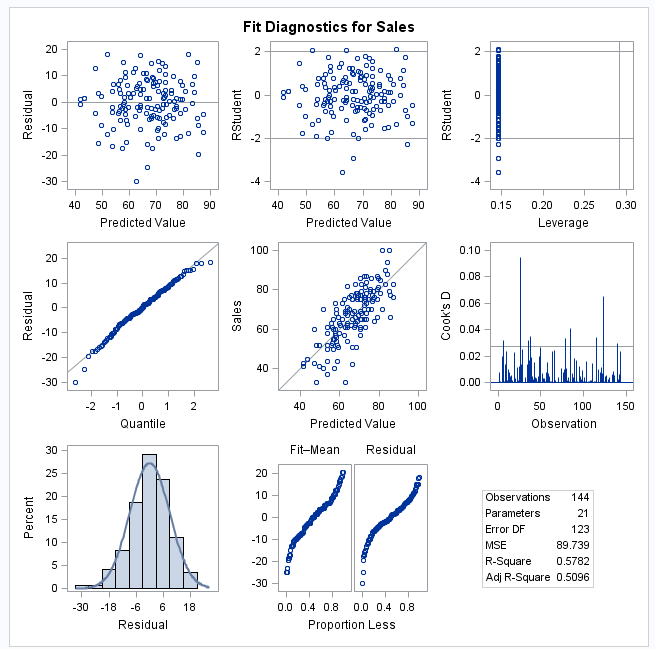 Fit Diagnostics for Sales
20
10
0
-10
-20
-30
Residual
40 50 60 70 80 90
Predicted Value
2
0
-2
-4
RStudent
40 50 60 70 80 90
Predicted Value
2
0
-2
-4
RStudent
0.15 0.20 0.25 0.30
Leverage
20
10
0
-10
-20
-30
Residual
-2 -1 0 1 2
Quantile
100
80
60
40
Sales
40 60 80 100
Predicted Value
0.10
0.08
0.06
0.04
0.02
0.00
Cook's D
0 50 100 150
Observation
30
25
20
15
10
5
0
Percent
-30 -18 -6 6 18
Residual
Fit–Mean Residual
20
10
0
-10
-20
-30
0.0 0.4 0.8 0.0 0.4 0.8
Proportion Less
Observations 144
Parameters 21
Error DF 123
MSE 89.739
R-Square 0.5782
Adj R-Square 0.5096